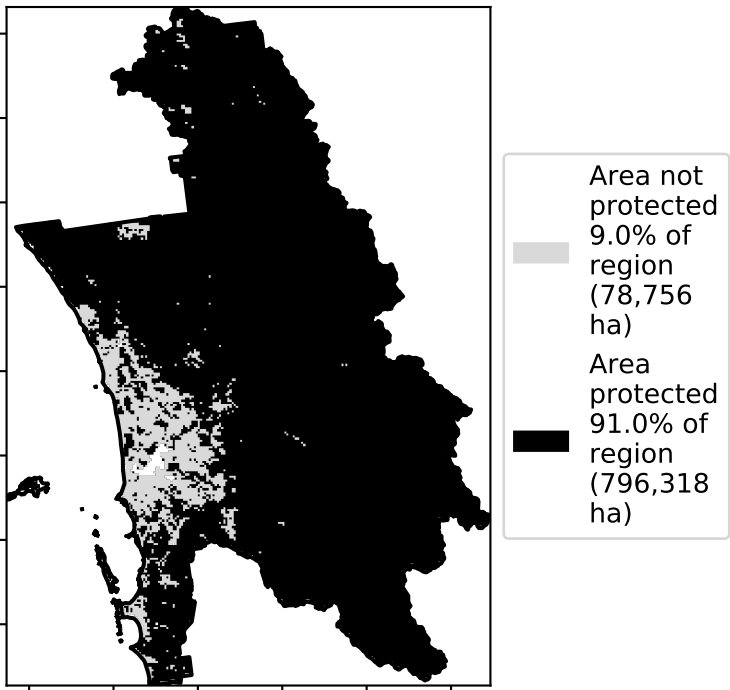 Area not
protected
9.0% of
region
(78,756
ha)
Area
protected
91.0% of
region
(796,318
ha)